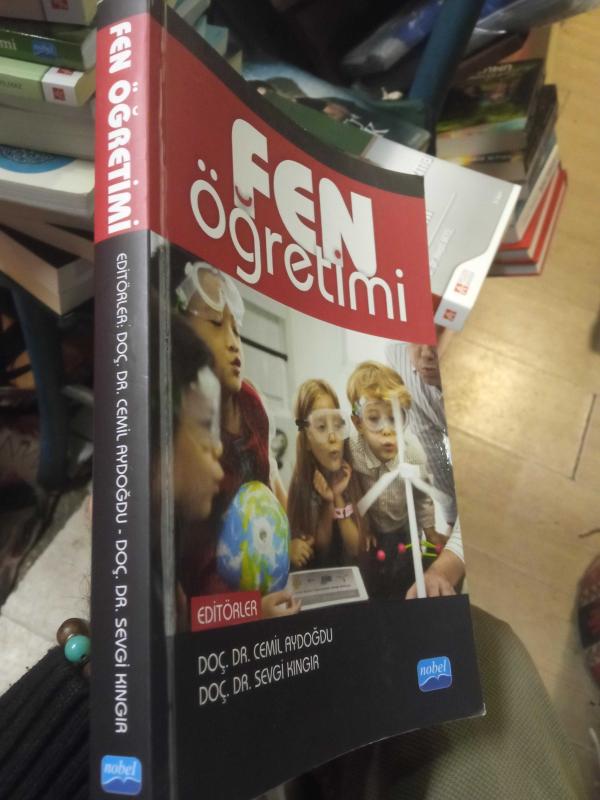 FEN ÖĞRETİMİ
EDİTÖRLER: DOÇ. DR. CEMİL AYDOĞDU - DOÇ. DR. SEVGİ KINGIR
nobel
FEN
öğretimi
EDİTÖRLER
DOÇ. DR. CEMİL AYDOĞDU
DOÇ. DR. SEVGİ KINGIR
nobel